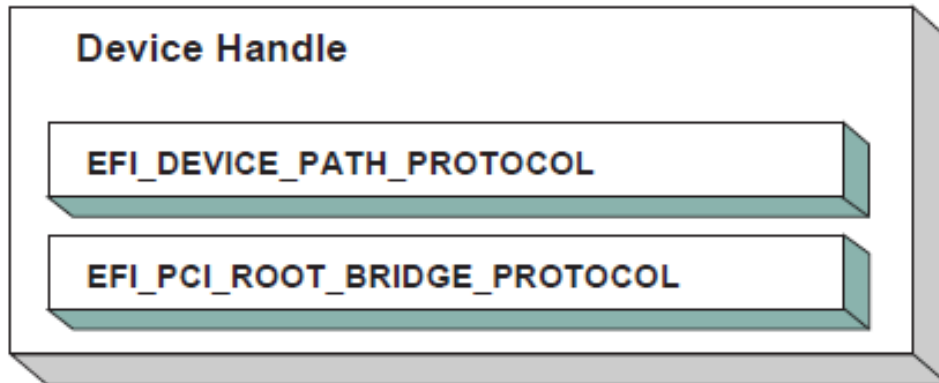 Device Handle
EFI_DEVICE_PATH_PROTOCOL
EFI_PCI_ROOT_BRIDGE_PROTOCOL